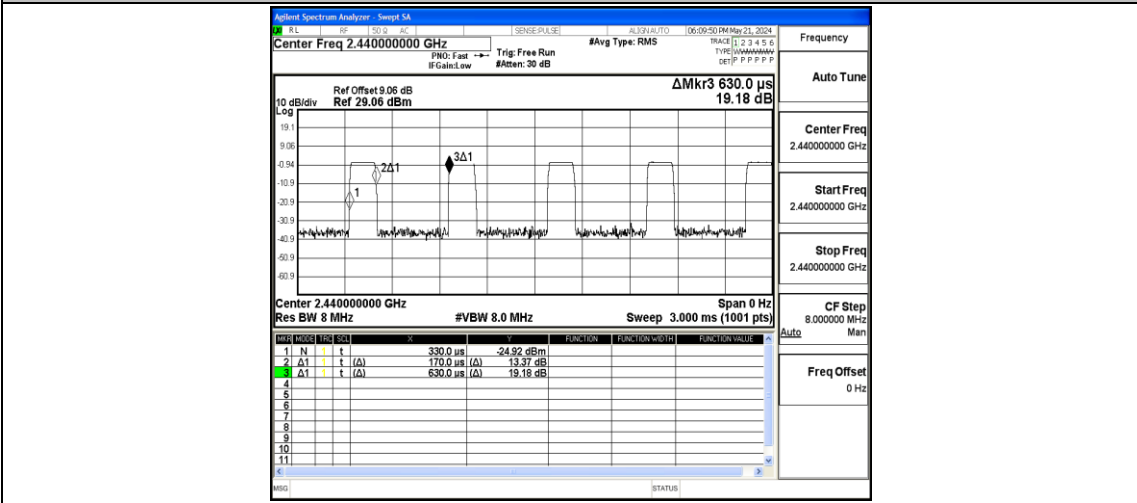 Agilent Spectrum Analyzer - Swept SA
RL RF 50 Ω AC SENSE:PULSE ALIGN AUTO 06:09:50 PM May 21, 2024
Center Freq 2.440000000 GHz #Avg Type: RMS TRACE 1 2 3 4 5 6
PNO: Fast Trig: Free Run TYPE
IFGain:Low #Atten: 30 dB DET P P P P P P
ΔMkr3 630.0 µs
19.18 dB
Ref Offset 9.06 dB
10 dB/div Ref 29.06 dBm
Log
19.1
9.06
-0.94
-10.9
-20.9
-30.9
-40.9
-50.9
-60.9
1
2Δ1
3Δ1
Center 2.440000000 GHz Span 0 Hz
Res BW 8 MHz #VBW 8.0 MHz Sweep 3.000 ms (1001 pts)
MKR MODE TRC SCL X Y FUNCTION FUNCTION WIDTH FUNCTION VALUE
1 N 1 t 330.0 µs -24.92 dBm
2 Δ1 1 t (Δ) 170.0 µs (Δ) 13.37 dB
3 Δ1 1 t (Δ) 630.0 µs (Δ) 19.18 dB
4
5
6
7
8
9
10
11
MSG STATUS
Frequency
Auto Tune
Center Freq
2.440000000 GHz
Start Freq
2.440000000 GHz
Stop Freq
2.440000000 GHz
CF Step
8.000000 MHz
Auto Man
Freq Offset
0 Hz